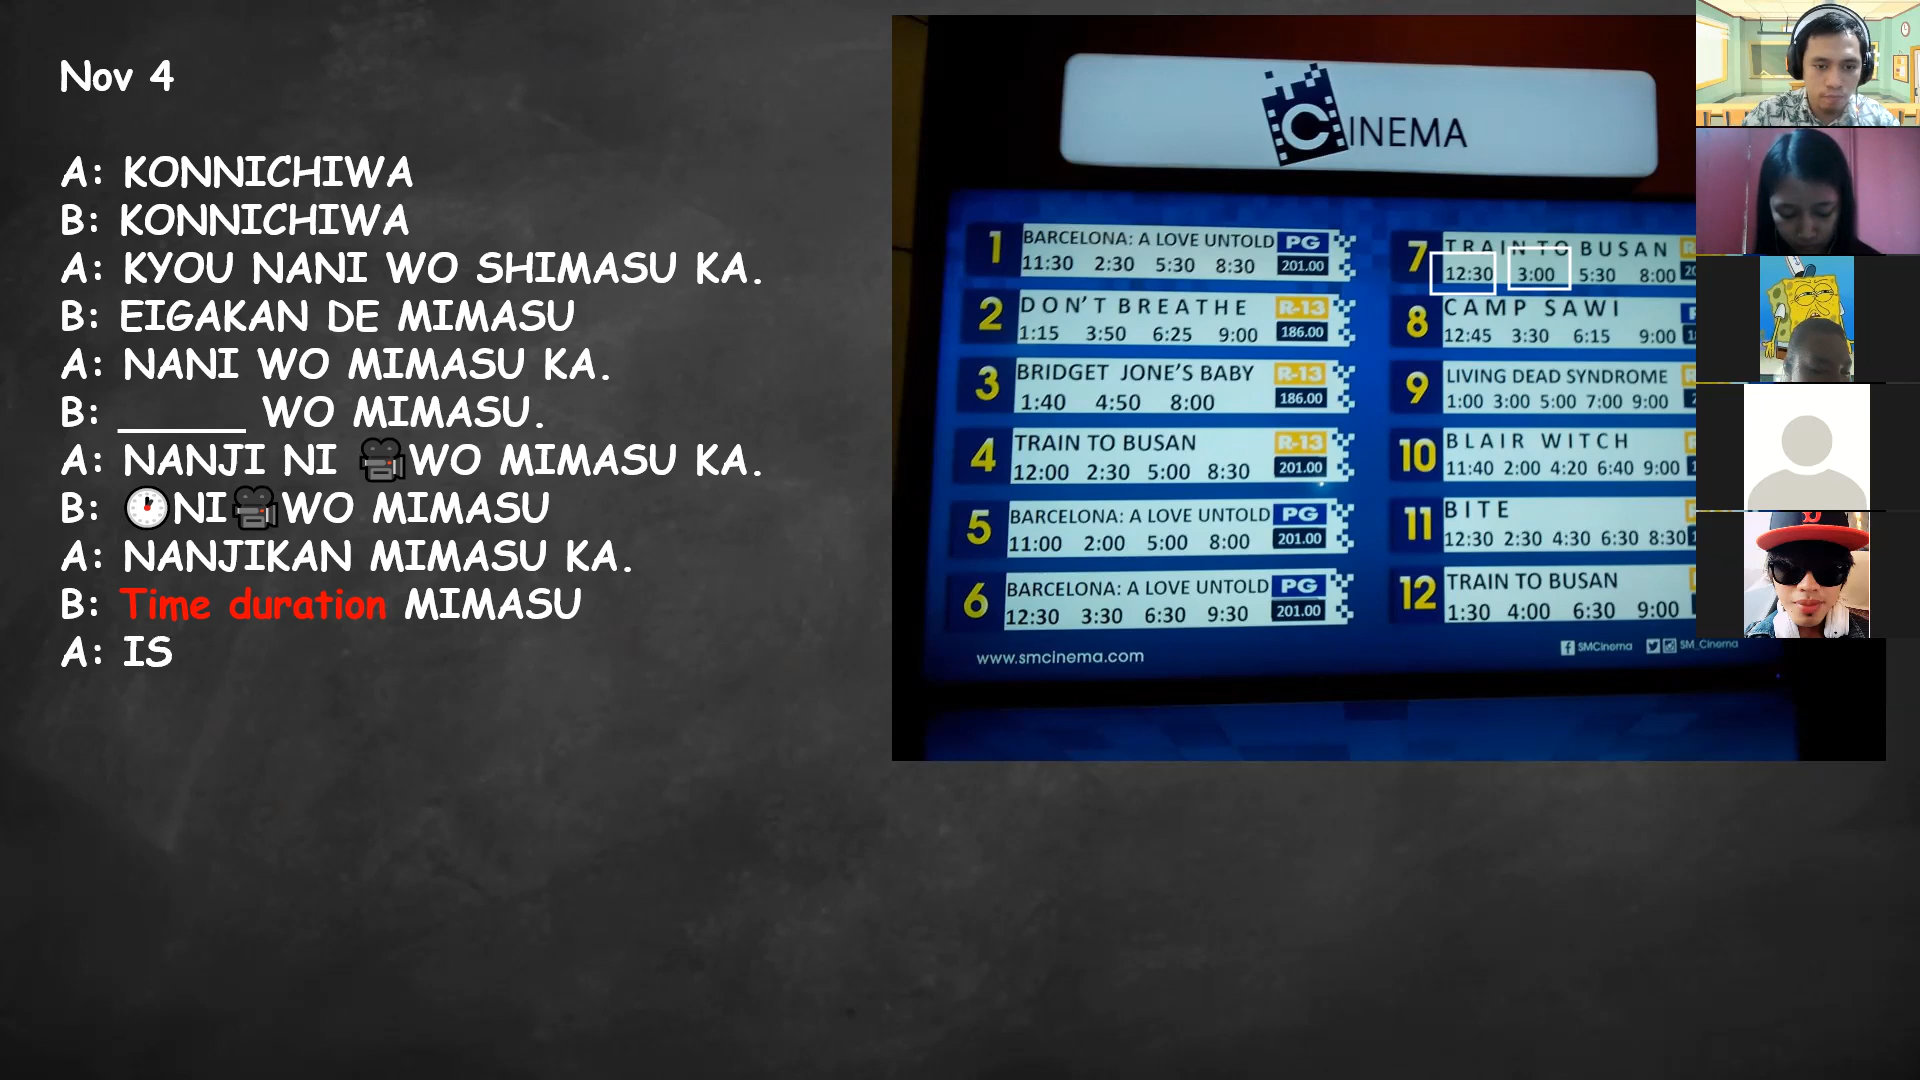 Nov 4
A: KONNICHIWA
B: KONNICHIWA
A: KYOU NANI WO SHIMASU KA.
B: EIGAKAN DE MIMASU
A: NANI WO MIMASU KA.
B: ______ WO MIMASU.
A: NANJI NI WO MIMASU KA.
B: NI WO MIMASU
A: NANJIKAN MIMASU KA.
B: Time duration MIMASU
A: IS
CINEMA
1 BARCELONA: A LOVE UNTOLD PG
11:30 2:30 5:30 8:30 201.00
2 DON'T BREATHE R-13
1:15 3:50 6:25 9:00 186.00
3 BRIDGET JONE'S BABY R-13
1:40 4:50 8:00 186.00
4 TRAIN TO BUSAN R-13
12:00 2:30 5:00 8:30 201.00
5 BARCELONA: A LOVE UNTOLD PG
11:00 2:00 5:00 8:00 201.00
6 BARCELONA: A LOVE UNTOLD PG
12:30 3:30 6:30 9:30 201.00
7 TRAIN TO BUSAN
12:30 3:00 5:30 8:00
8 CAMP SAWI
12:45 3:30 6:15 9:00
9 LIVING DEAD SYNDROME
1:00 3:00 5:00 7:00 9:00
10 BLAIR WITCH
11:40 2:00 4:20 6:40 9:00
11 BITE
12:30 2:30 4:30 6:30 8:30
12 TRAIN TO BUSAN
1:30 4:00 6:30 9:00
www.smcinema.com
SMCinema SM_Cinema